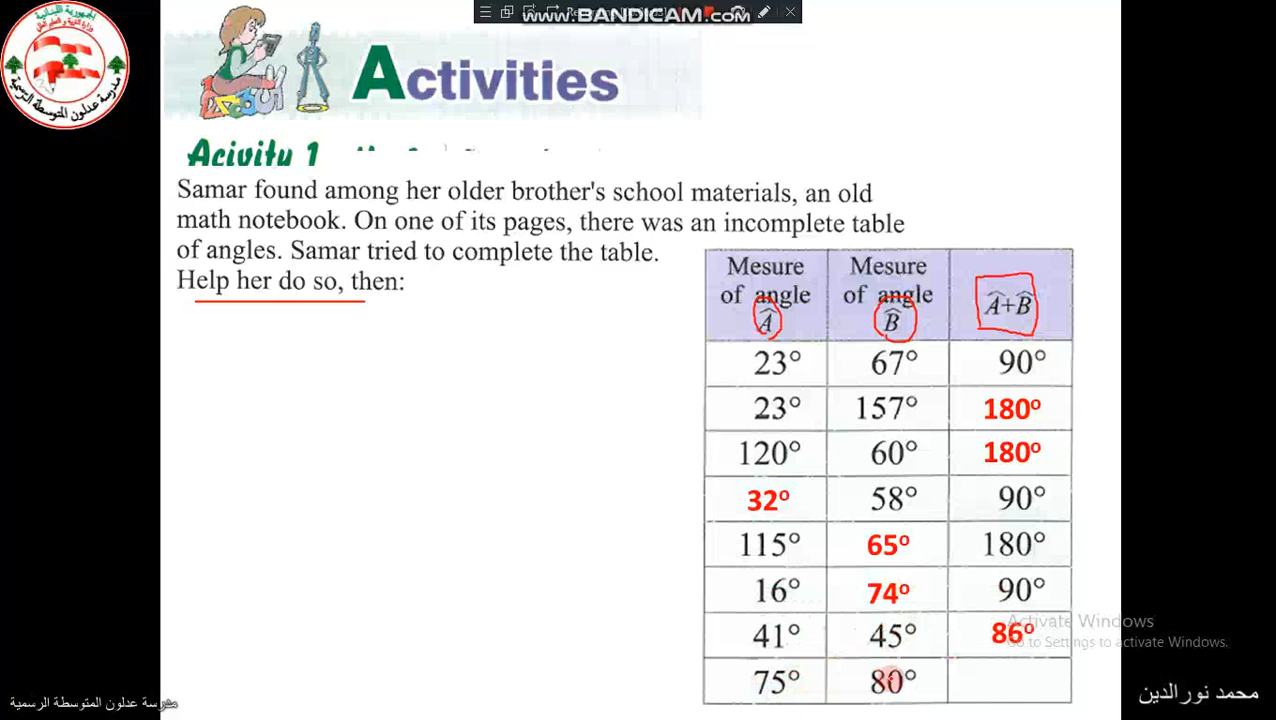 www.BANDICAM.com
Activities
Acivity 1
Samar found among her older brother's school materials, an old
math notebook. On one of its pages, there was an incomplete table
of angles. Samar tried to complete the table.
Help her do so, then:
Mesure of angle Â Mesure of angle B̂ Â+B̂
23° 67° 90°
23° 157° 180°
120° 60° 180°
32° 58° 90°
115° 65° 180°
16° 74° 90°
41° 45° 86°
75° 80°
Activate Windows
Go to Settings to activate Windows.
مدرسة عدلون المتوسطة الرسمية
محمد نورالدين